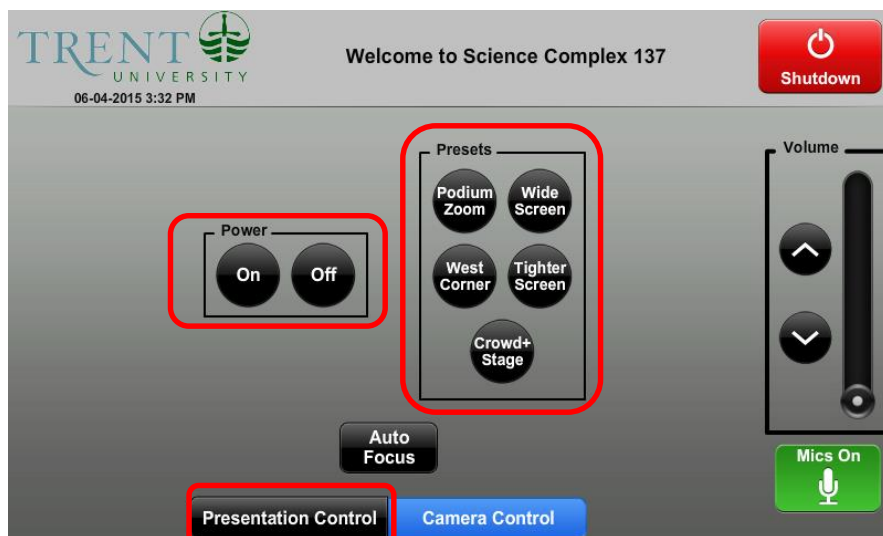 TRENT
UNIVERSITY
06-04-2015 3:32 PM
Welcome to Science Complex 137
Shutdown
Power
On
Off
Presets
Podium
Zoom
Wide
Screen
West
Corner
Tighter
Screen
Crowd+
Stage
Volume
Auto
Focus
Mics On
Presentation Control
Camera Control